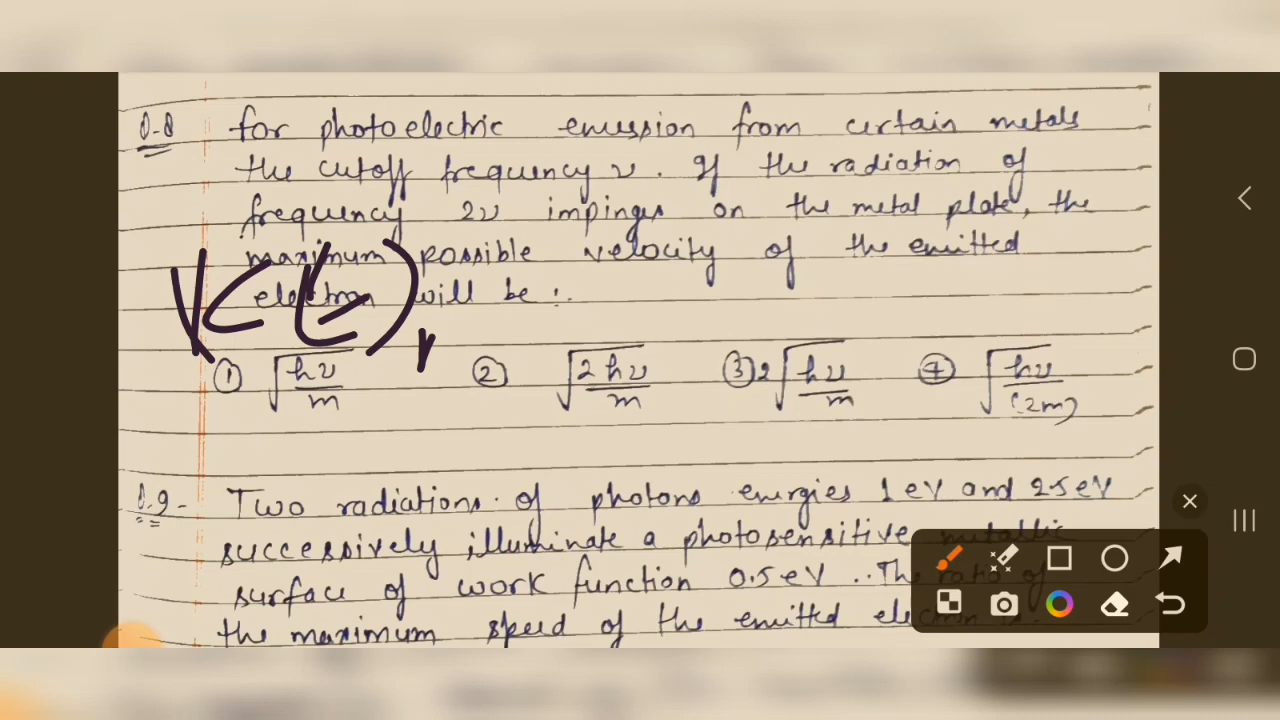 Q-8 For photoelectric emission from certain metals
the cutoff frequency ν. If the radiation of
frequency 2ν impinges on the metal plate, the
maximum possible velocity of the emitted
electron will be :.
① √(hν/m) ② √(2hν/m) ③ 2√(hν/m) ④ √(hν/(2m))
Q.9 - Two radiations of photons energies 1 eV and 2.5 eV
successively illuminate a photosensitive metallic
surface of work function 0.5 eV. The ratio of
the maximum speed of the emitted